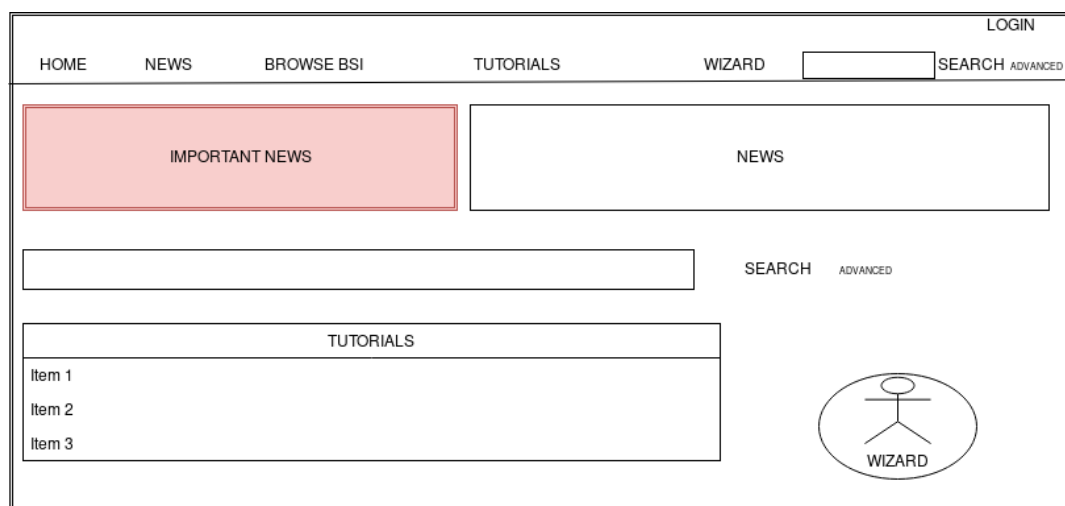 LOGIN
HOME NEWS BROWSE BSI TUTORIALS WIZARD SEARCH ADVANCED
IMPORTANT NEWS NEWS
SEARCH ADVANCED
TUTORIALS
Item 1
Item 2
Item 3
WIZARD